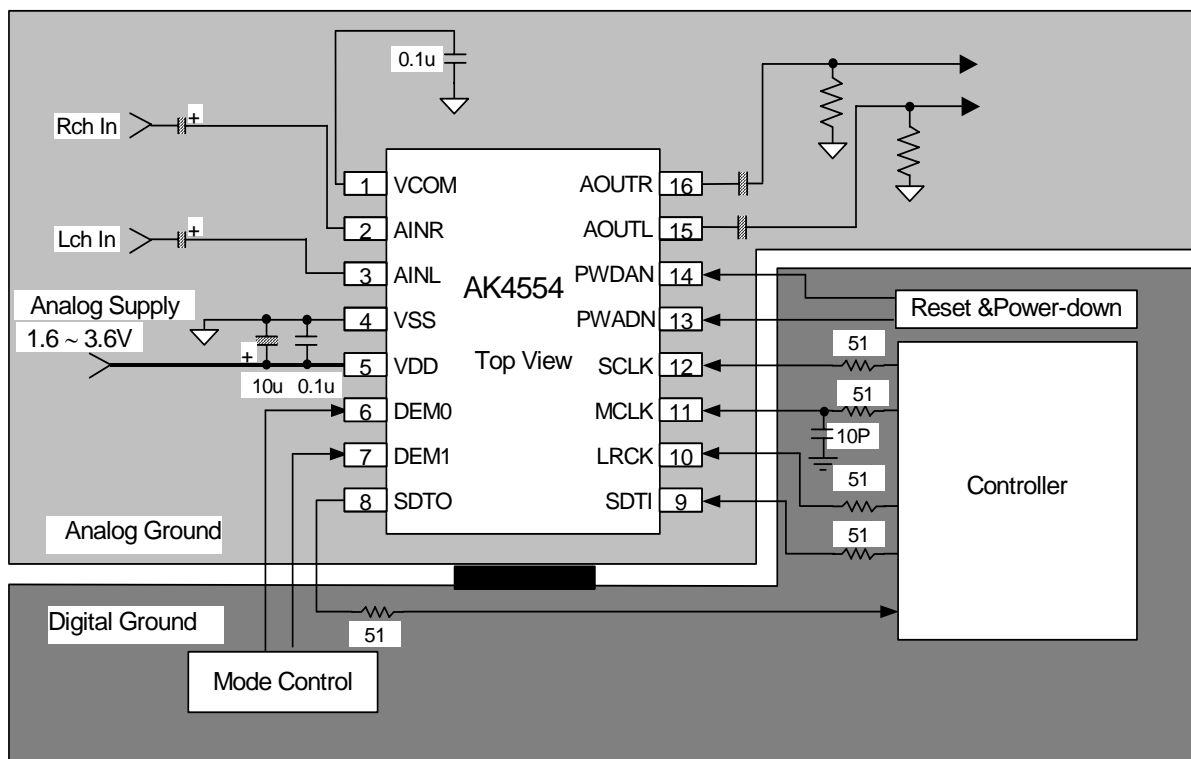 0.1u
Rch In
+
Lch In
+
Analog Supply
1.6 ~ 3.6V
+
10u
0.1u
1
VCOM
2
AINR
3
AINL
4
VSS
5
VDD
6
DEM0
7
DEM1
8
SDTO
AK4554
Top View
AOUTR
16
AOUTL
15
PWDAN
14
PWADN
13
SCLK
12
MCLK
11
LRCK
10
SDTI
9
Reset &Power-down
51
51
10P
51
51
Controller
Analog Ground
Digital Ground
51
Mode Control